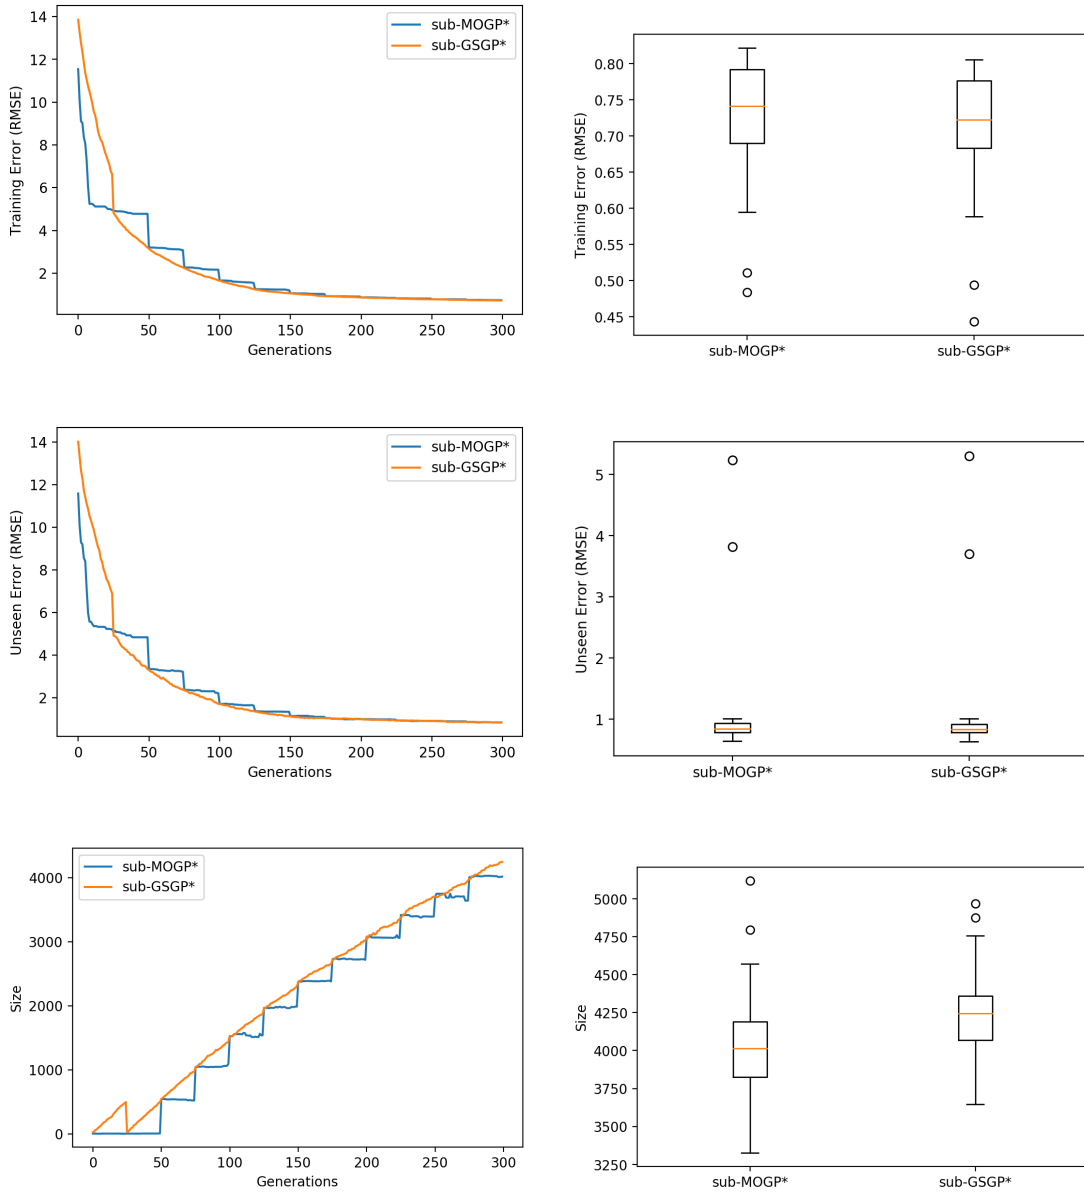 14
12
10
8
6
4
2
Training Error (RMSE)
sub-MOGP*
sub-GSGP*
0 50 100 150 200 250 300
Generations
0.80
0.75
0.70
0.65
0.60
0.55
0.50
0.45
Training Error (RMSE)
sub-MOGP* sub-GSGP*
14
12
10
8
6
4
2
Unseen Error (RMSE)
sub-MOGP*
sub-GSGP*
0 50 100 150 200 250 300
Generations
5
4
3
2
1
Unseen Error (RMSE)
sub-MOGP* sub-GSGP*
4000
3000
2000
1000
0
Size
sub-MOGP*
sub-GSGP*
0 50 100 150 200 250 300
Generations
5000
4750
4500
4250
4000
3750
3500
3250
Size
sub-MOGP* sub-GSGP*